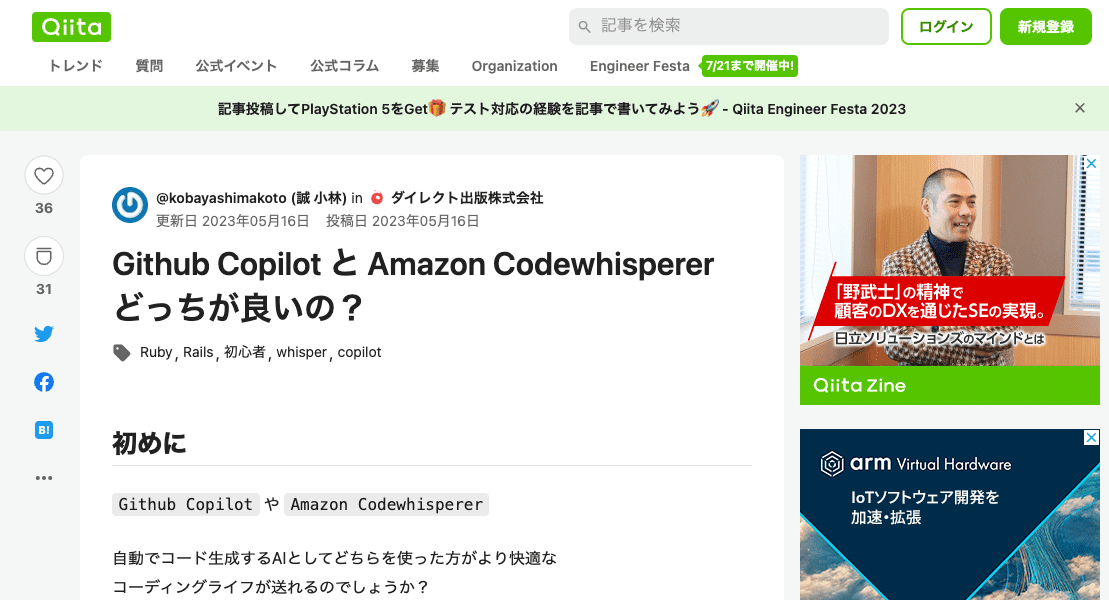 Qiita
記事を検索
ログイン
新規登録
トレンド 質問 公式イベント 公式コラム 募集 Organization Engineer Festa 7/21まで開催中!
記事投稿してPlayStation 5をGet🎁 テスト対応の経験を記事で書いてみよう🚀 - Qiita Engineer Festa 2023
36
31
B!
@kobayashimakoto (誠 小林) in ダイレクト出版株式会社
更新日 2023年05月16日 投稿日 2023年05月16日
Github Copilot と Amazon Codewhisperer
どっちが良いの？
Ruby, Rails, 初心者, whisper, copilot
初めに
Github Copilot や Amazon Codewhisperer
自動でコード生成するAIとしてどちらを使った方がより快適な
コーディングライフが送れるのでしょうか？
「野武士」の精神で
顧客のDXを通じたSEの実現。
日立ソリューションズのマインドとは
Qiita Zine
arm Virtual Hardware
IoTソフトウェア開発を
加速・拡張